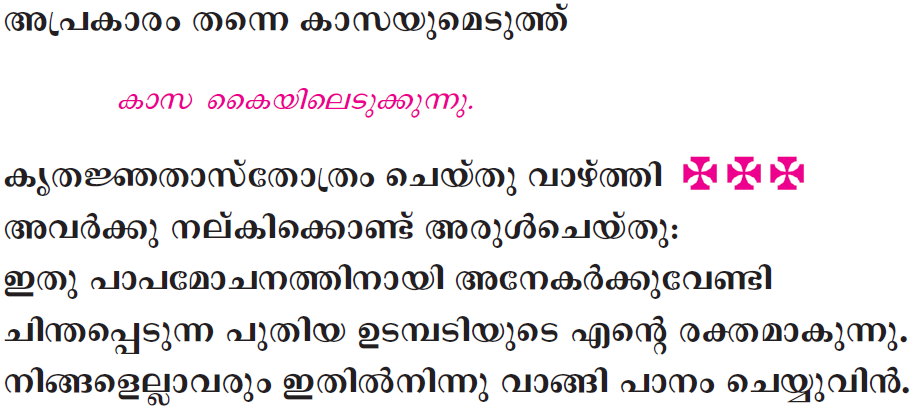 അപ്രകാരം തന്നെ കാസയുമെടുത്ത്
കാസ കൈയിലെടുക്കുന്നു.
കൃതജ്ഞതാസ്തോത്രം ചെയ്തു വാഴ്ത്തി ✠ ✠ ✠
അവർക്കു നല്കിക്കൊണ്ട് അരുൾചെയ്തു:
ഇതു പാപമോചനത്തിനായി അനേകർക്കുവേണ്ടി
ചിന്തപ്പെടുന്ന പുതിയ ഉടമ്പടിയുടെ എന്റെ രക്തമാകുന്നു.
നിങ്ങളെല്ലാവരും ഇതിൽനിന്നു വാങ്ങി പാനം ചെയ്യുവിൻ.